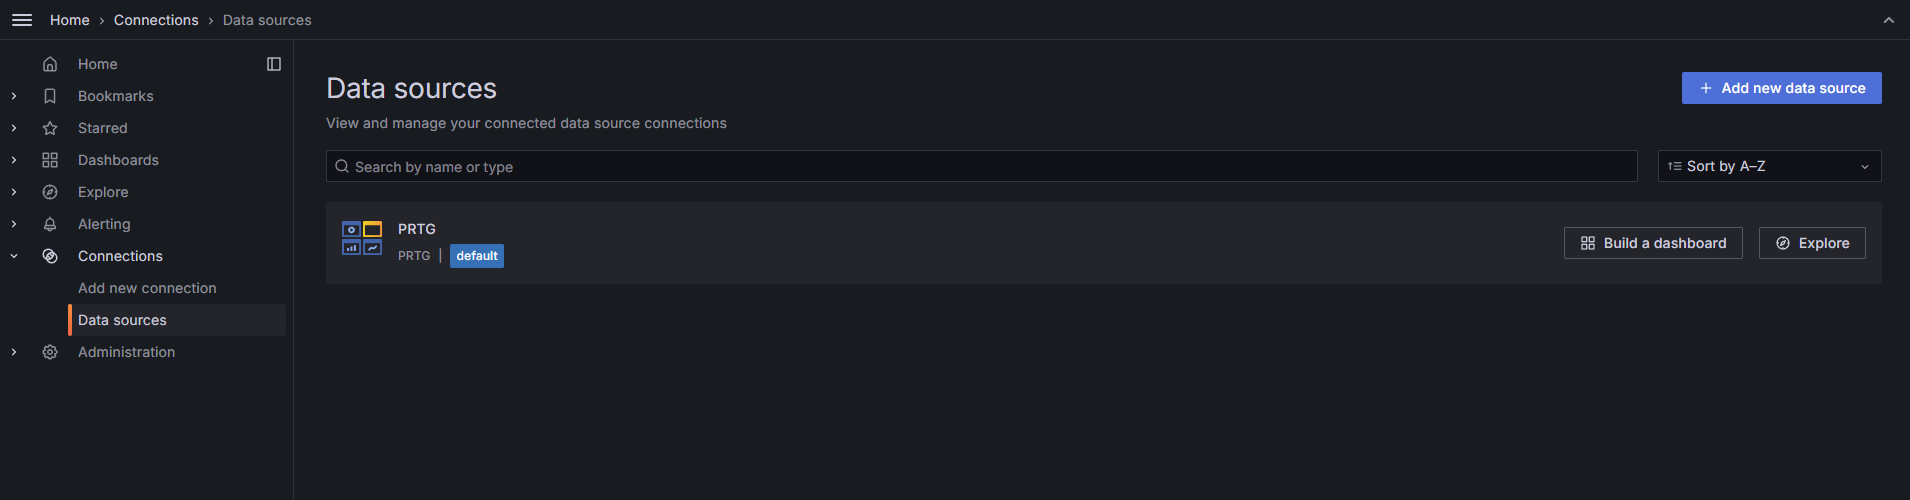 Home › Connections › Data sources
Home
Bookmarks
Starred
Dashboards
Explore
Alerting
Connections
Add new connection
Data sources
Administration
Data sources
Add new data source
View and manage your connected data source connections
Search by name or type
Sort by A–Z
PRTG
PRTG | default
Build a dashboard
Explore